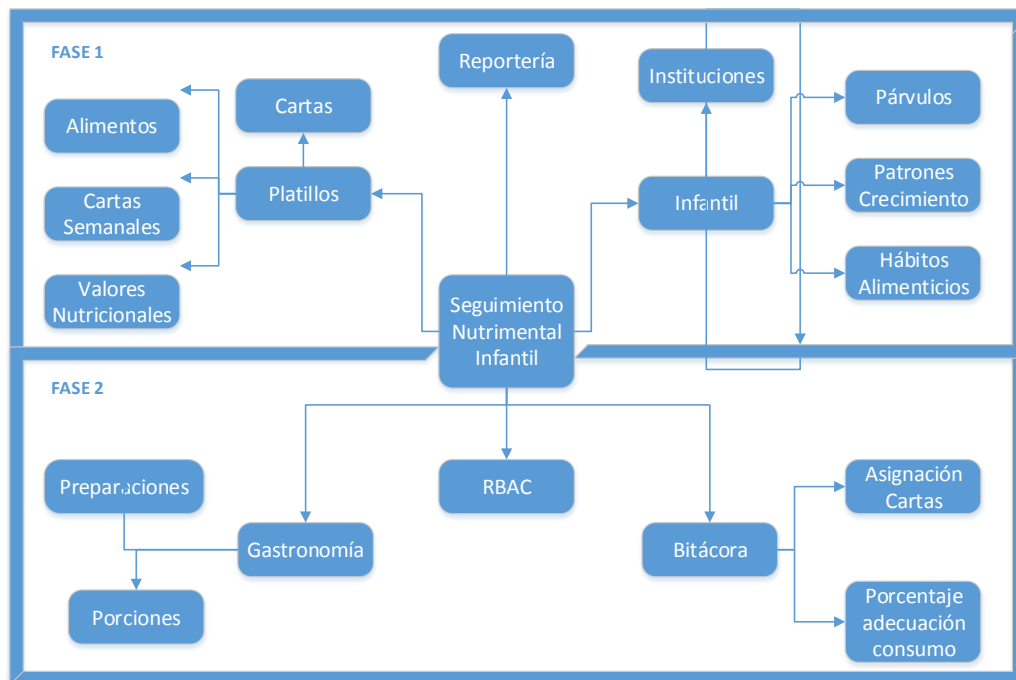 FASE 1
Reportería
Instituciones
Párvulos
Cartas
Alimentos
Platillos
Infantil
Patrones
Crecimiento
Cartas
Semanales
Hábitos
Alimenticios
Valores
Nutricionales
Seguimiento
Nutrimental
Infantil
FASE 2
Preparaciones
RBAC
Asignación
Cartas
Gastronomía
Bitácora
Porciones
Porcentaje
adecuación
consumo